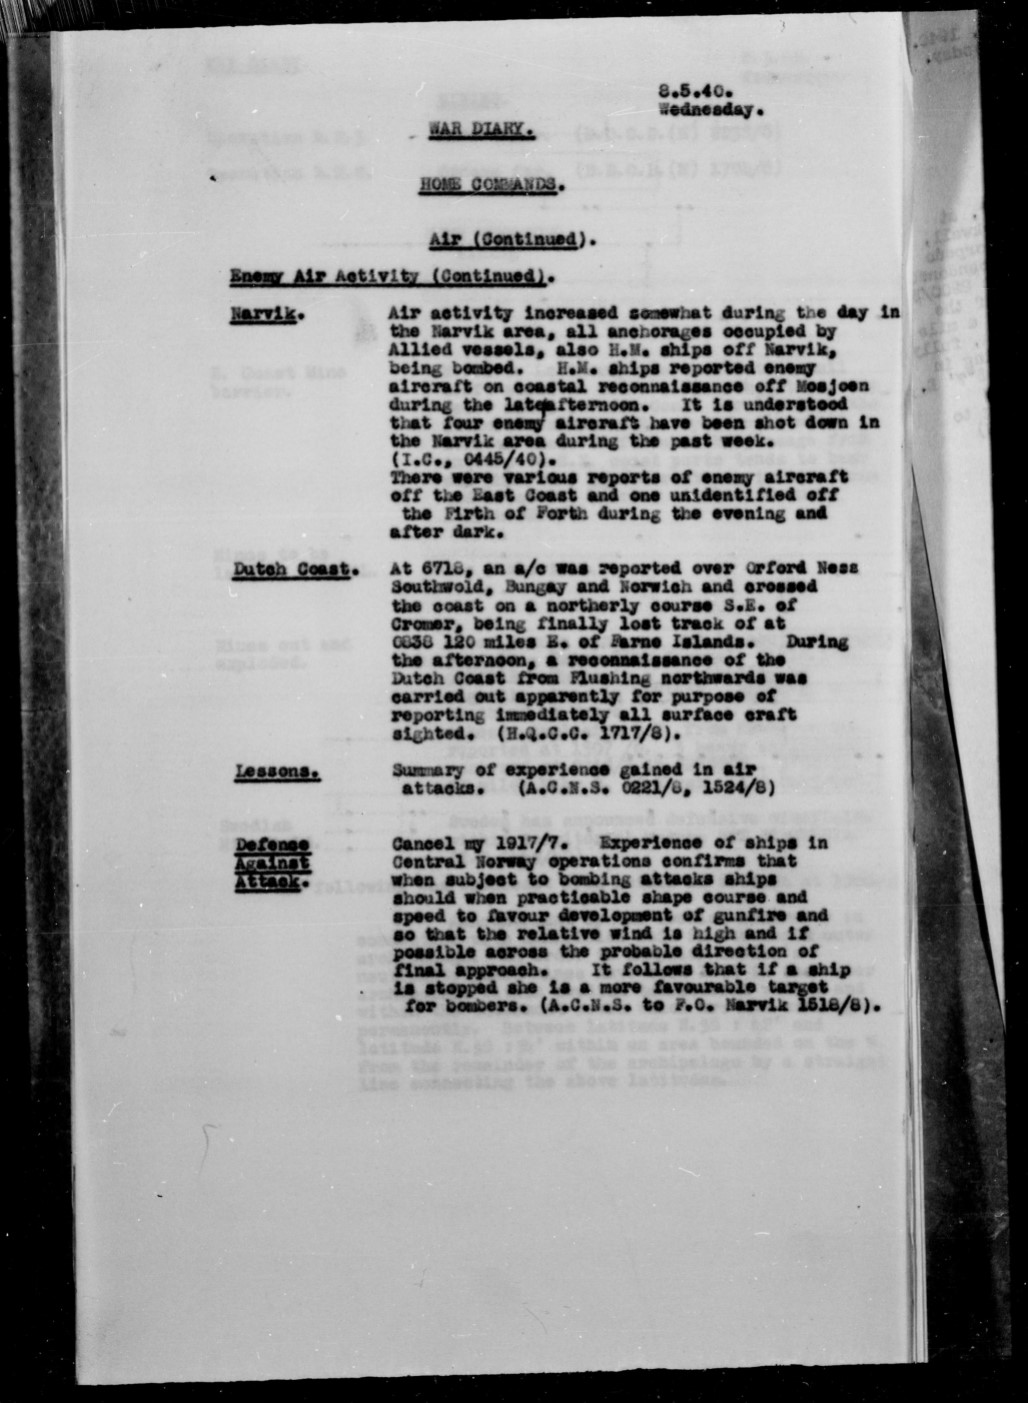 8.5.40.
Wednesday.
WAR DIARY.
HOME COMMANDS.
Air (Continued).
Enemy Air Activity (Continued).
Narvik. Air activity increased somewhat during the day in
the Narvik area, all anchorages occupied by
Allied vessels, also H.M. ships off Narvik,
being bombed. H.M. ships reported enemy
aircraft on coastal reconnaissance off Mosjoen
during the late afternoon. It is understood
that four enemy aircraft have been shot down in
the Narvik area during the past week.
(I.C., 0445/40).
There were various reports of enemy aircraft
off the East Coast and one unidentified off
the Firth of Forth during the evening and
after dark.
Dutch Coast. At 6718, an a/c was reported over Orford Ness
Southwold, Bungay and Norwich and crossed
the coast on a northerly course S.E. of
Cromer, being finally lost track of at
0838 120 miles E. of Farne Islands. During
the afternoon, a reconnaissance of the
Dutch Coast from Flushing northwards was
carried out apparently for purpose of
reporting immediately all surface craft
sighted. (H.Q.C.C. 1717/8).
Lessons. Summary of experience gained in air
attacks. (A.C.N.S. 0221/8, 1524/8)
Defense Cancel my 1917/7. Experience of ships in
Against Central Norway operations confirms that
Attack. when subject to bombing attacks ships
should when practicable shape course and
speed to favour development of gunfire and
so that the relative wind is high and if
possible across the probable direction of
final approach. It follows that if a ship
is stopped she is a more favourable target
for bombers. (A.C.N.S. to F.O. Narvik 1518/8).